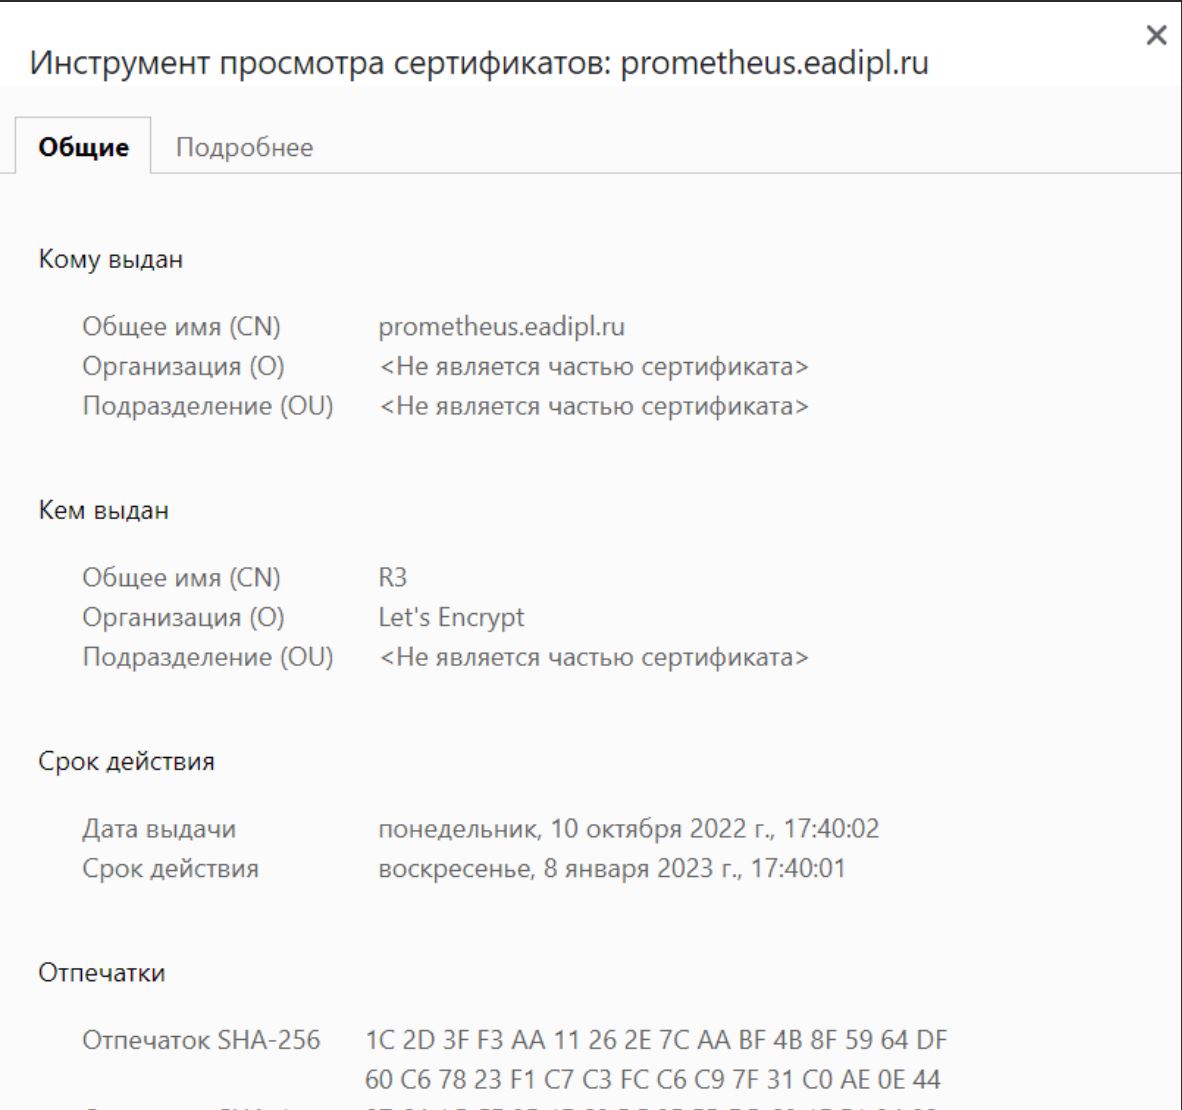 Инструмент просмотра сертификатов: prometheus.eadipl.ru
Общие Подробнее
Кому выдан
Общее имя (CN) prometheus.eadipl.ru
Организация (O) <Не является частью сертификата>
Подразделение (OU) <Не является частью сертификата>
Кем выдан
Общее имя (CN) R3
Организация (O) Let's Encrypt
Подразделение (OU) <Не является частью сертификата>
Срок действия
Дата выдачи понедельник, 10 октября 2022 г., 17:40:02
Срок действия воскресенье, 8 января 2023 г., 17:40:01
Отпечатки
Отпечаток SHA-256 1C 2D 3F F3 AA 11 26 2E 7C AA BF 4B 8F 59 64 DF
60 C6 78 23 F1 C7 C3 FC C6 C9 7F 31 C0 AE 0E 44